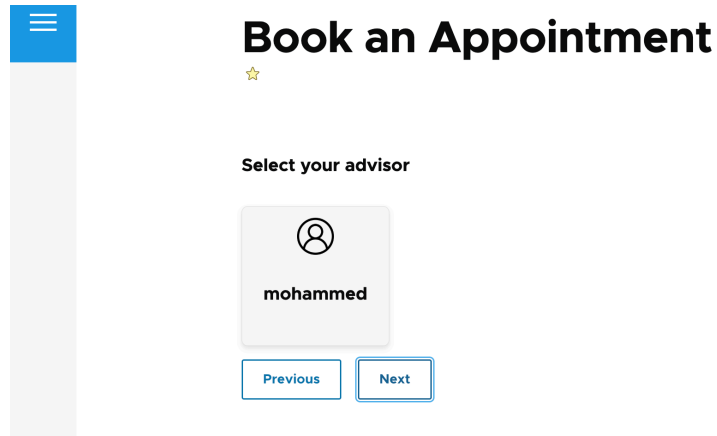 Book an Appointment
Select your advisor
mohammed
Previous
Next